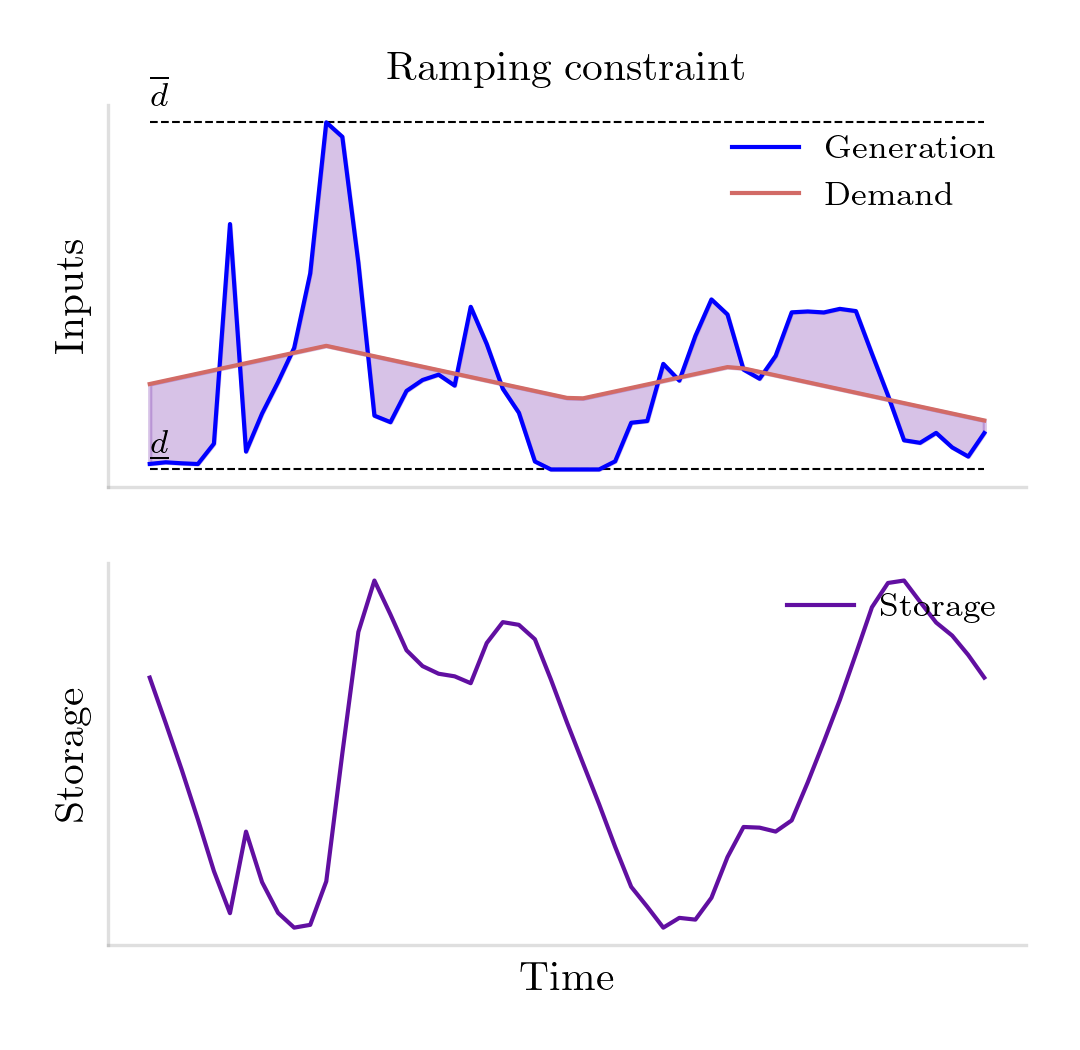 Ramping constraint
d̅
Generation
Demand
Inputs
d̲
Storage
Storage
Time